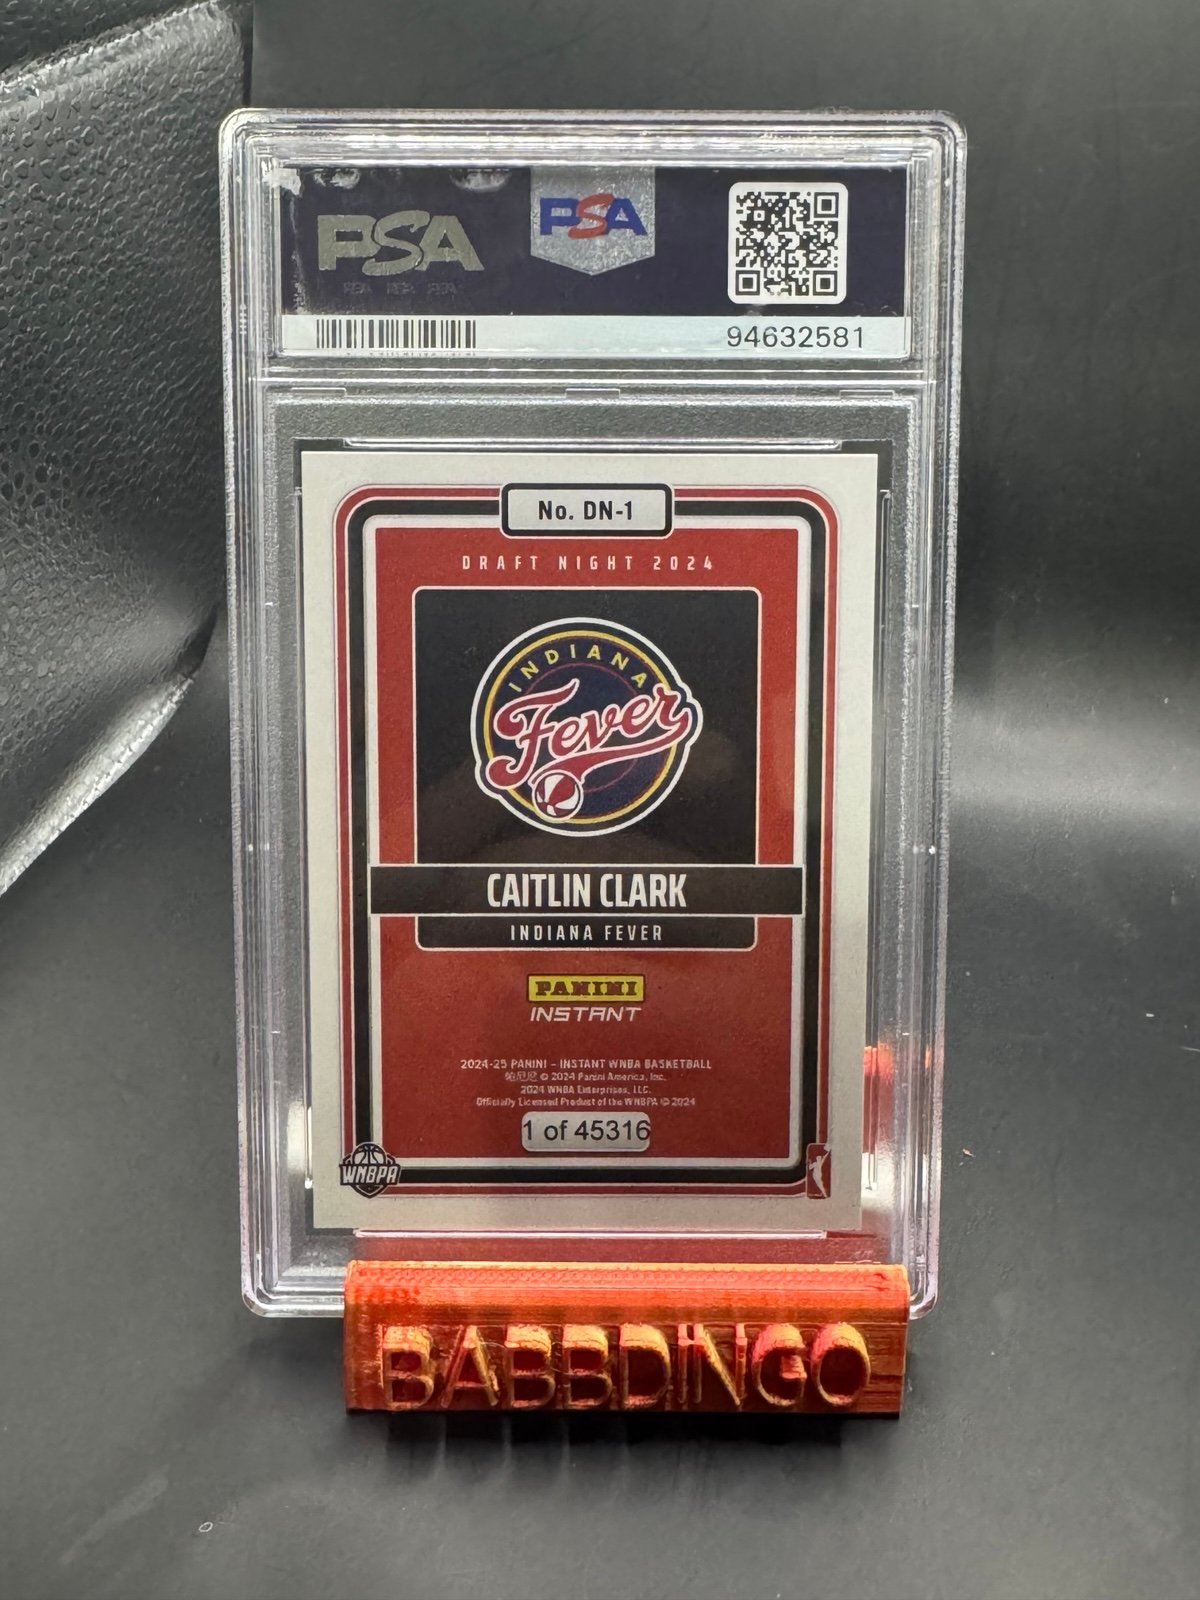 PSA
PSA
94632581
No. DN-1
DRAFT NIGHT 2024
INDIANA
Fever
CAITLIN CLARK
INDIANA FEVER
PANINI
INSTANT
2024-25 PANINI - INSTANT WNBA BASKETBALL
© 2024 Panini America, Inc.
2024 WNBA Enterprises, LLC.
Officially Licensed Product of the WNBPA © 2024
1 of 45316
WNBPA
BABBDINGO